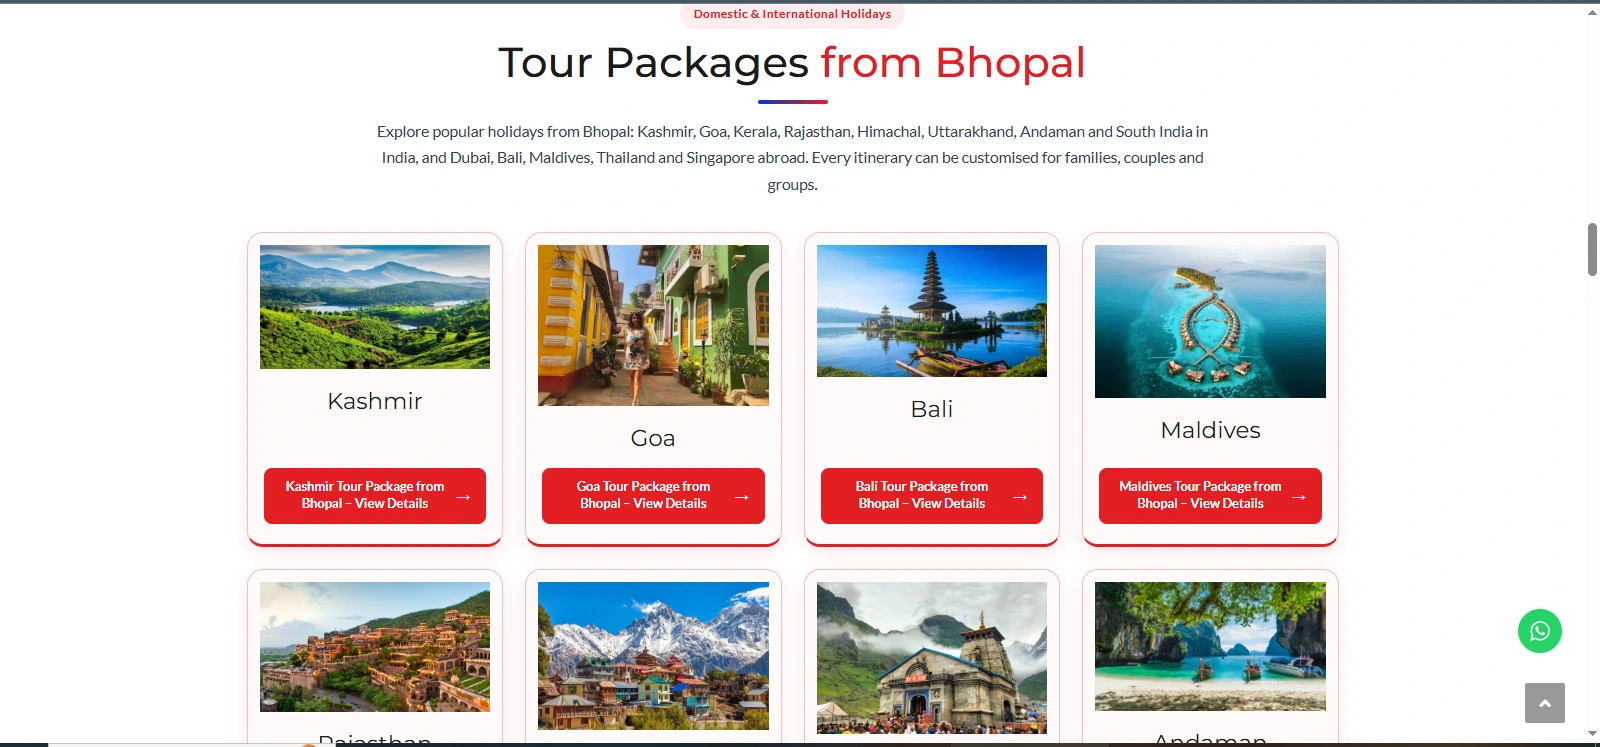 Domestic & International Holidays
Tour Packages from Bhopal
Explore popular holidays from Bhopal: Kashmir, Goa, Kerala, Rajasthan, Himachal, Uttarakhand, Andaman and South India in
India, and Dubai, Bali, Maldives, Thailand and Singapore abroad. Every itinerary can be customised for families, couples and
groups.
Kashmir
Goa
Bali
Maldives
Kashmir Tour Package from
Bhopal – View Details →
Goa Tour Package from
Bhopal – View Details →
Bali Tour Package from
Bhopal – View Details →
Maldives Tour Package from
Bhopal – View Details →
Rajasthan
Andaman